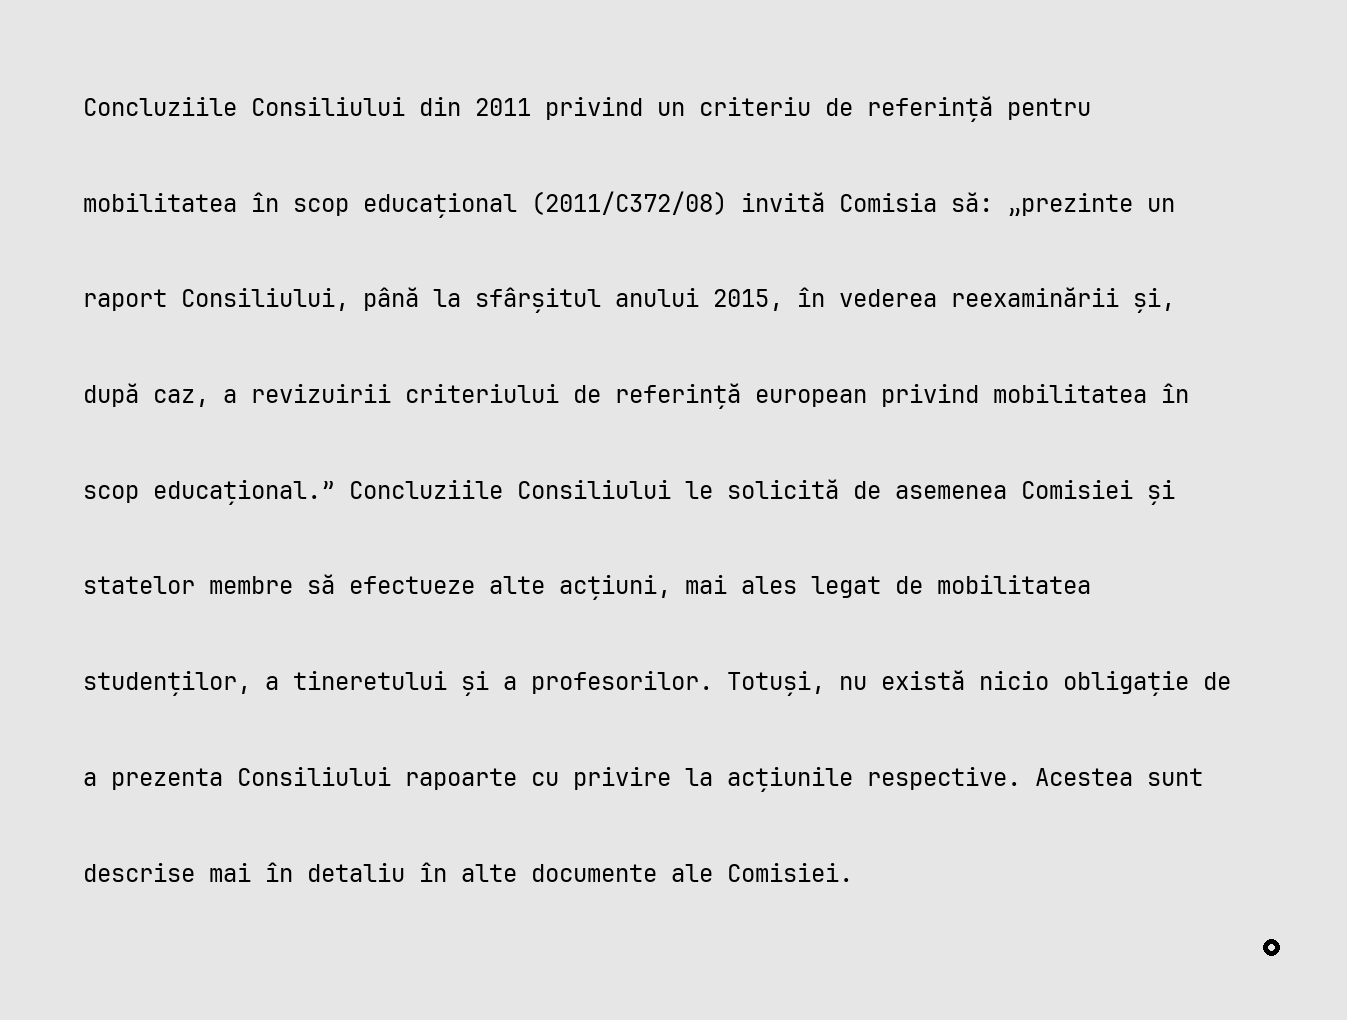 Concluziile Consiliului din 2011 privind un criteriu de referință pentru
mobilitatea în scop educațional (2011/C372/08) invită Comisia să: „prezinte un
raport Consiliului, până la sfârșitul anului 2015, în vederea reexaminării și,
după caz, a revizuirii criteriului de referință european privind mobilitatea în
scop educațional.” Concluziile Consiliului le solicită de asemenea Comisiei și
statelor membre să efectueze alte acțiuni, mai ales legat de mobilitatea
studenților, a tineretului și a profesorilor. Totuși, nu există nicio obligație de
a prezenta Consiliului rapoarte cu privire la acțiunile respective. Acestea sunt
descrise mai în detaliu în alte documente ale Comisiei.